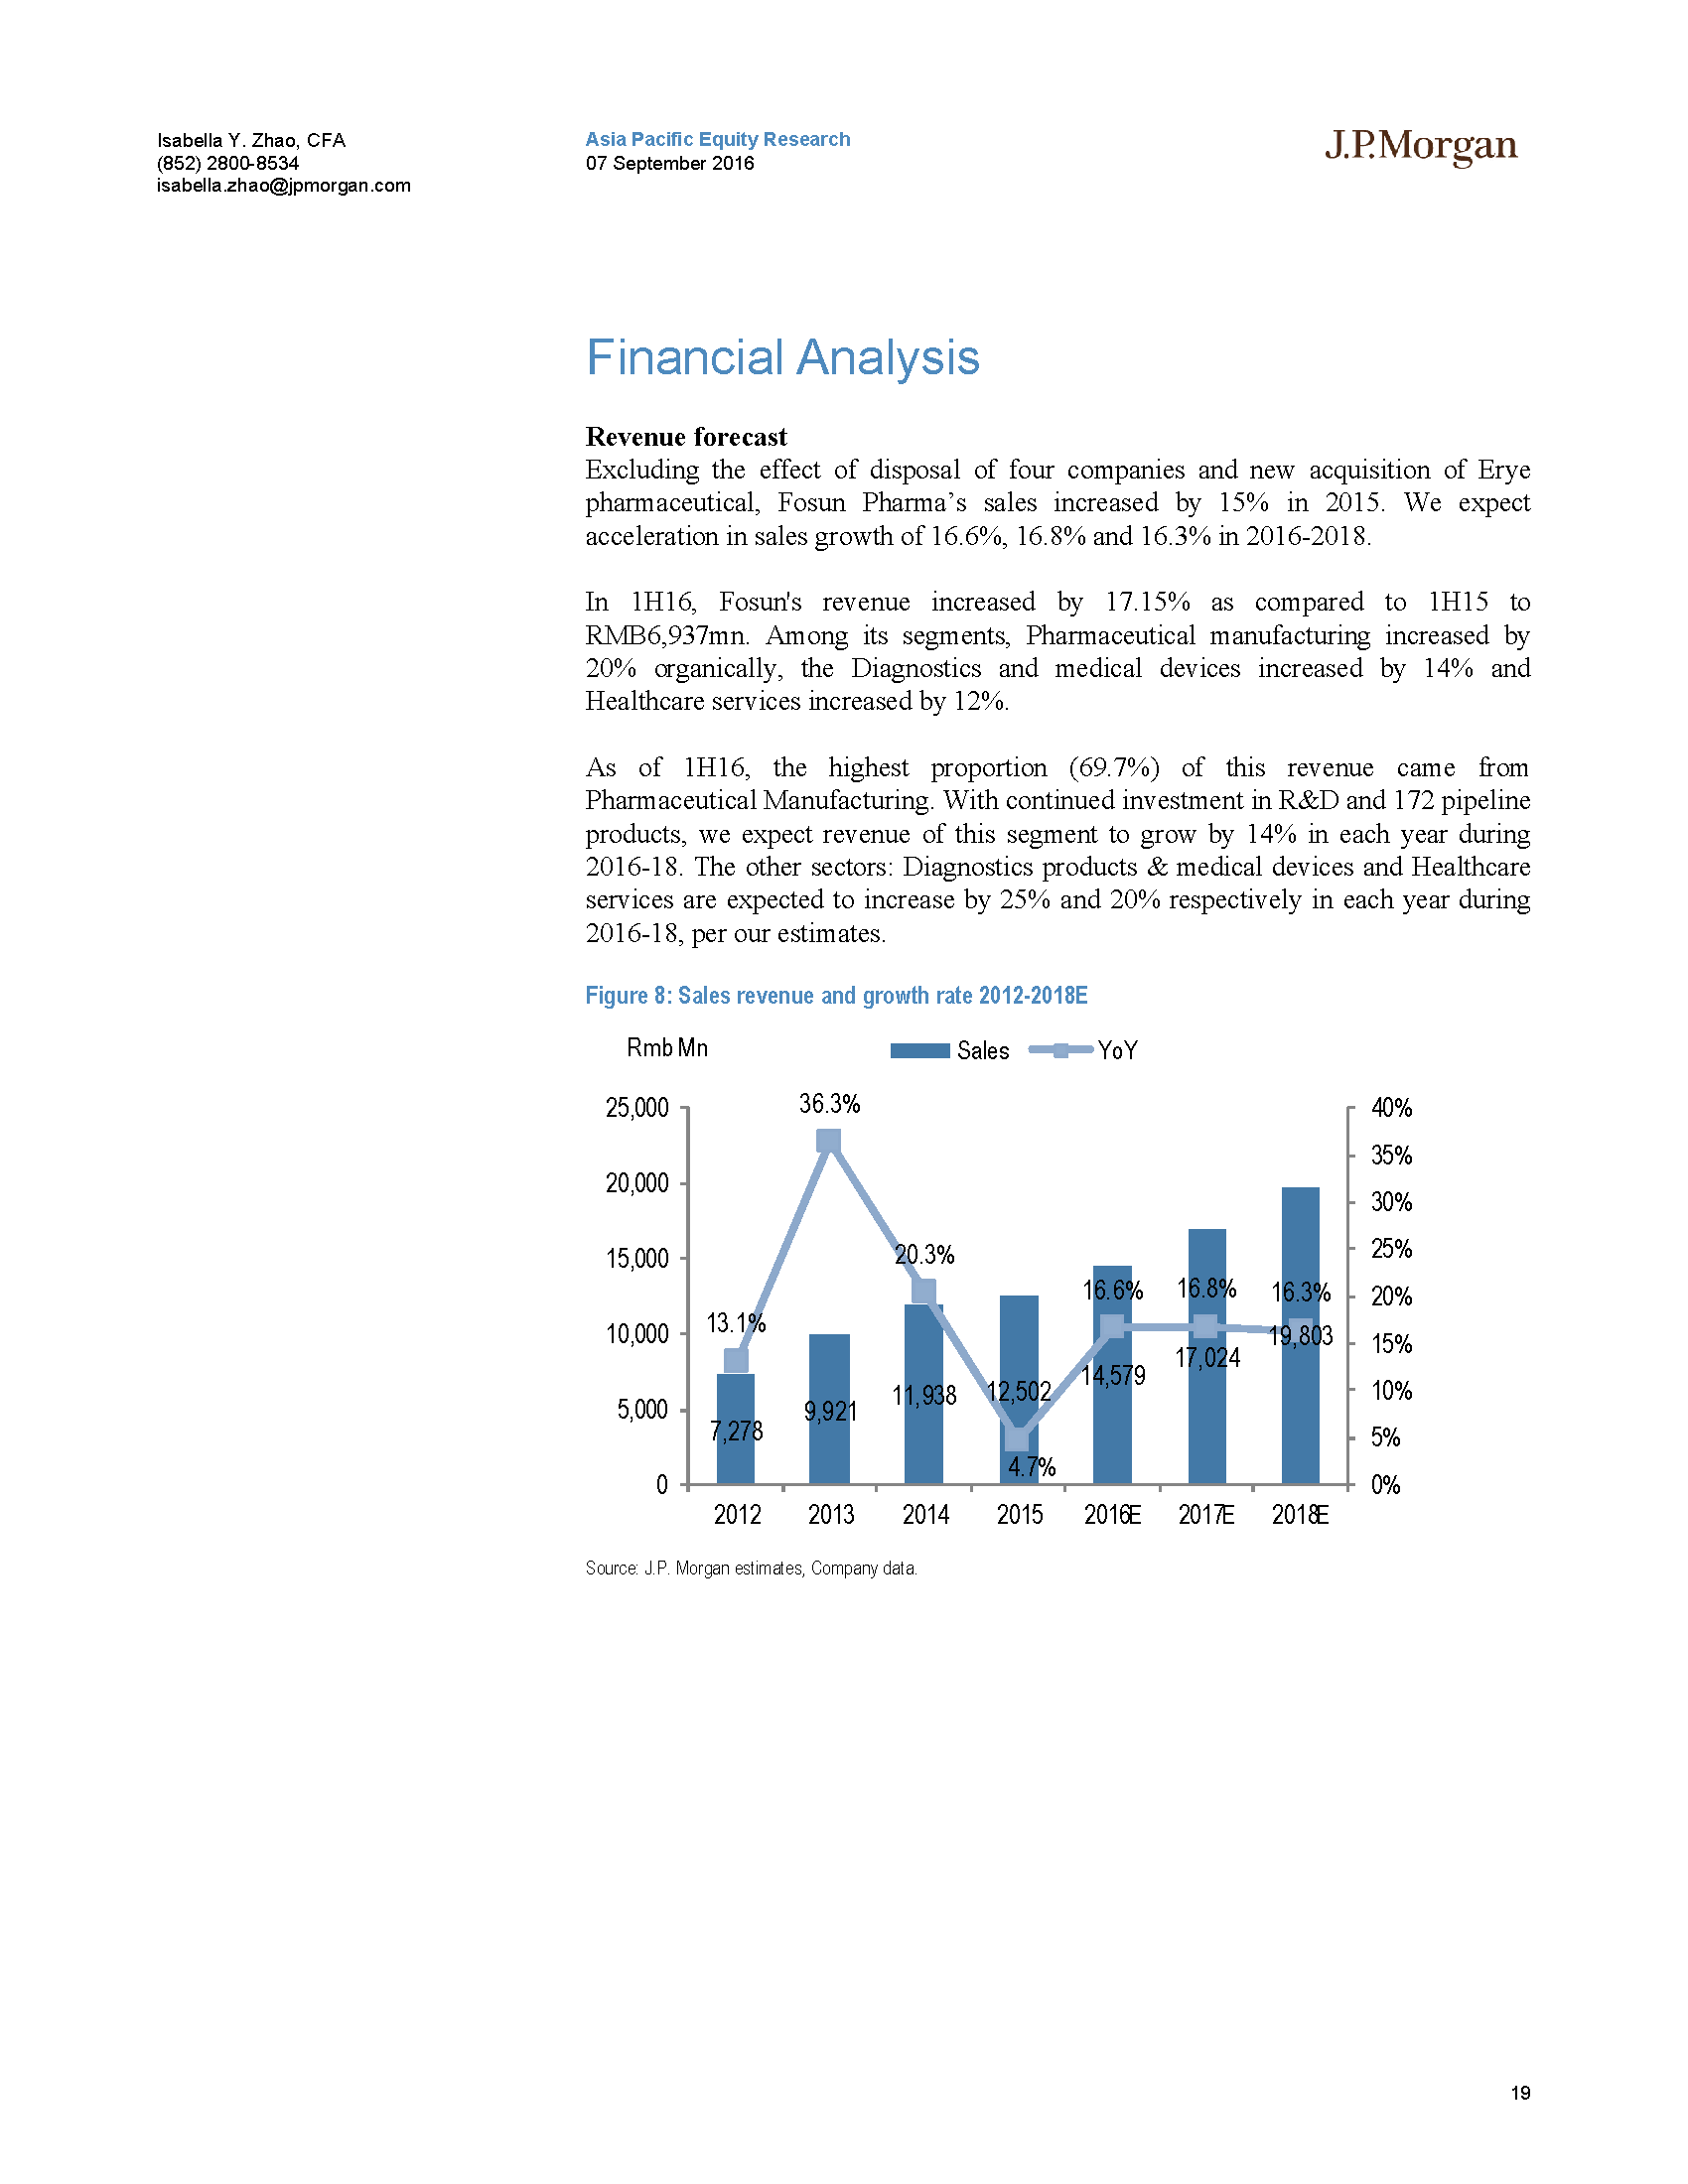 Isabella Y. Zhao, CFA
(852) 2800-8534
isabella.zhao@jpmorgan.com
Asia Pacific Equity Research
07 September 2016
J.P.Morgan
Financial Analysis
Revenue forecast
Excluding the effect of disposal of four companies and new acquisition of Erye
pharmaceutical, Fosun Pharma’s sales increased by 15% in 2015. We expect
acceleration in sales growth of 16.6%, 16.8% and 16.3% in 2016-2018.
In 1H16, Fosun's revenue increased by 17.15% as compared to 1H15 to
RMB6,937mn. Among its segments, Pharmaceutical manufacturing increased by
20% organically, the Diagnostics and medical devices increased by 14% and
Healthcare services increased by 12%.
As of 1H16, the highest proportion (69.7%) of this revenue came from
Pharmaceutical Manufacturing. With continued investment in R&D and 172 pipeline
products, we expect revenue of this segment to grow by 14% in each year during
2016-18. The other sectors: Diagnostics products & medical devices and Healthcare
services are expected to increase by 25% and 20% respectively in each year during
2016-18, per our estimates.
Figure 8: Sales revenue and growth rate 2012-2018E
Rmb Mn
Sales YoY
25,000 36.3% 40%
35%
20,000
30%
15,000 20.3% 25%
16.6% 16.8% 16.3% 20%
10,000 13.1% 19,803 15%
14,579 17,024
5,000 11,938 12,502 10%
7,278 9,921 5%
4.7%
0 0%
2012 2013 2014 2015 2016E 2017E 2018E
Source: J.P. Morgan estimates, Company data.
19